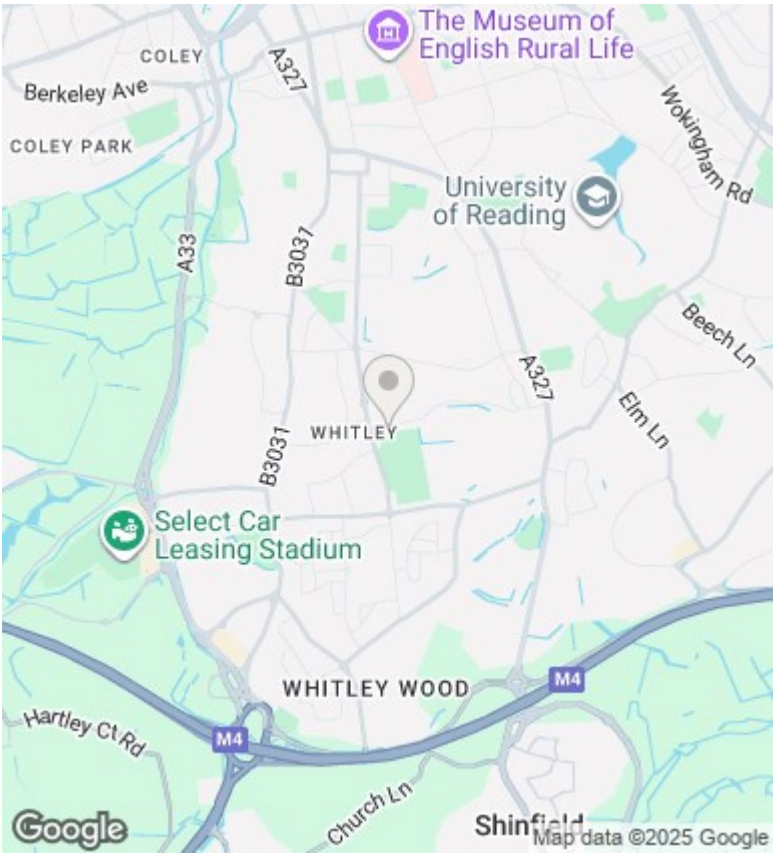 The Museum of
English Rural Life
COLEY
A327
Berkeley Ave
Wokingham Rd
COLEY PARK
University
of Reading
A33
B3031
Beech Ln
A327
Elm Ln
WHITLEY
B3031
Select Car
Leasing Stadium
WHITLEY WOOD
M4
Hartley Ct Rd
M4
Church Ln
Shinfield
Google
Map data ©2025 Google